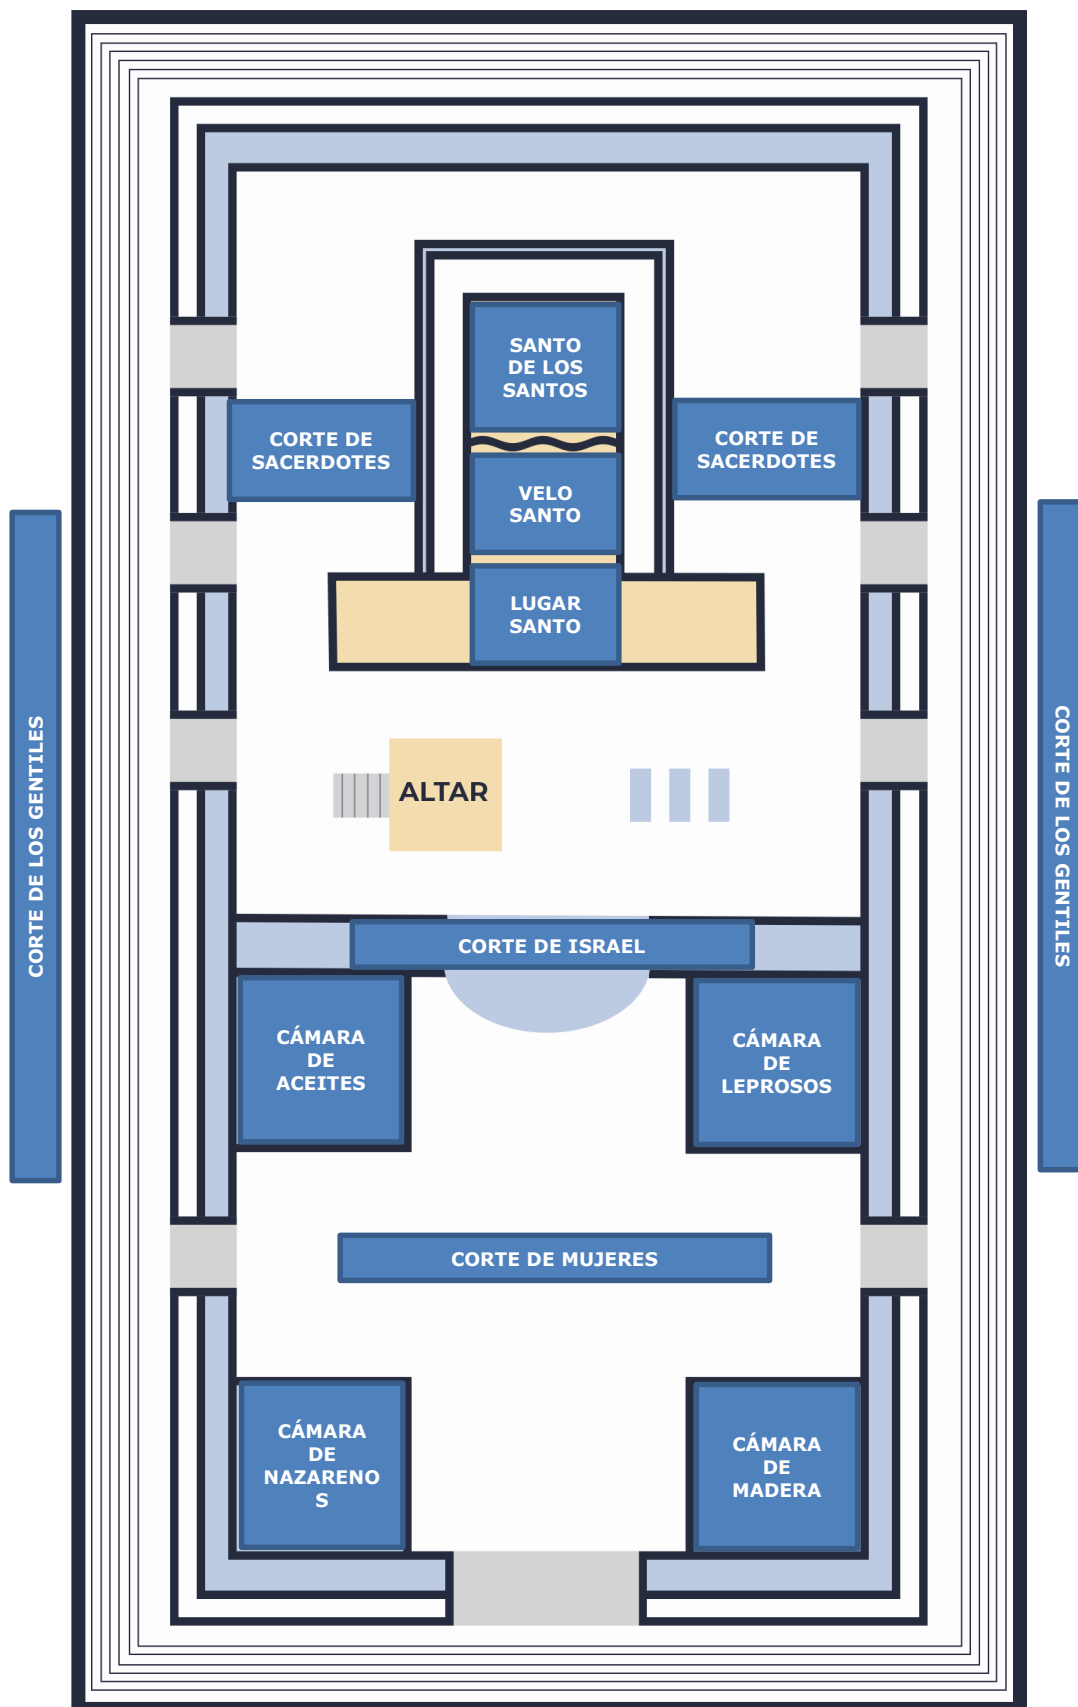 SANTO
DE LOS
SANTOS
CORTE DE
SACERDOTES
CORTE DE
SACERDOTES
VELO
SANTO
LUGAR
SANTO
CORTE DE LOS GENTILES
CORTE DE LOS GENTILES
ALTAR
CORTE DE ISRAEL
CÁMARA
DE
ACEITES
CÁMARA
DE
LEPROSOS
CORTE DE MUJERES
CÁMARA
DE
NAZARENO
S
CÁMARA
DE
MADERA